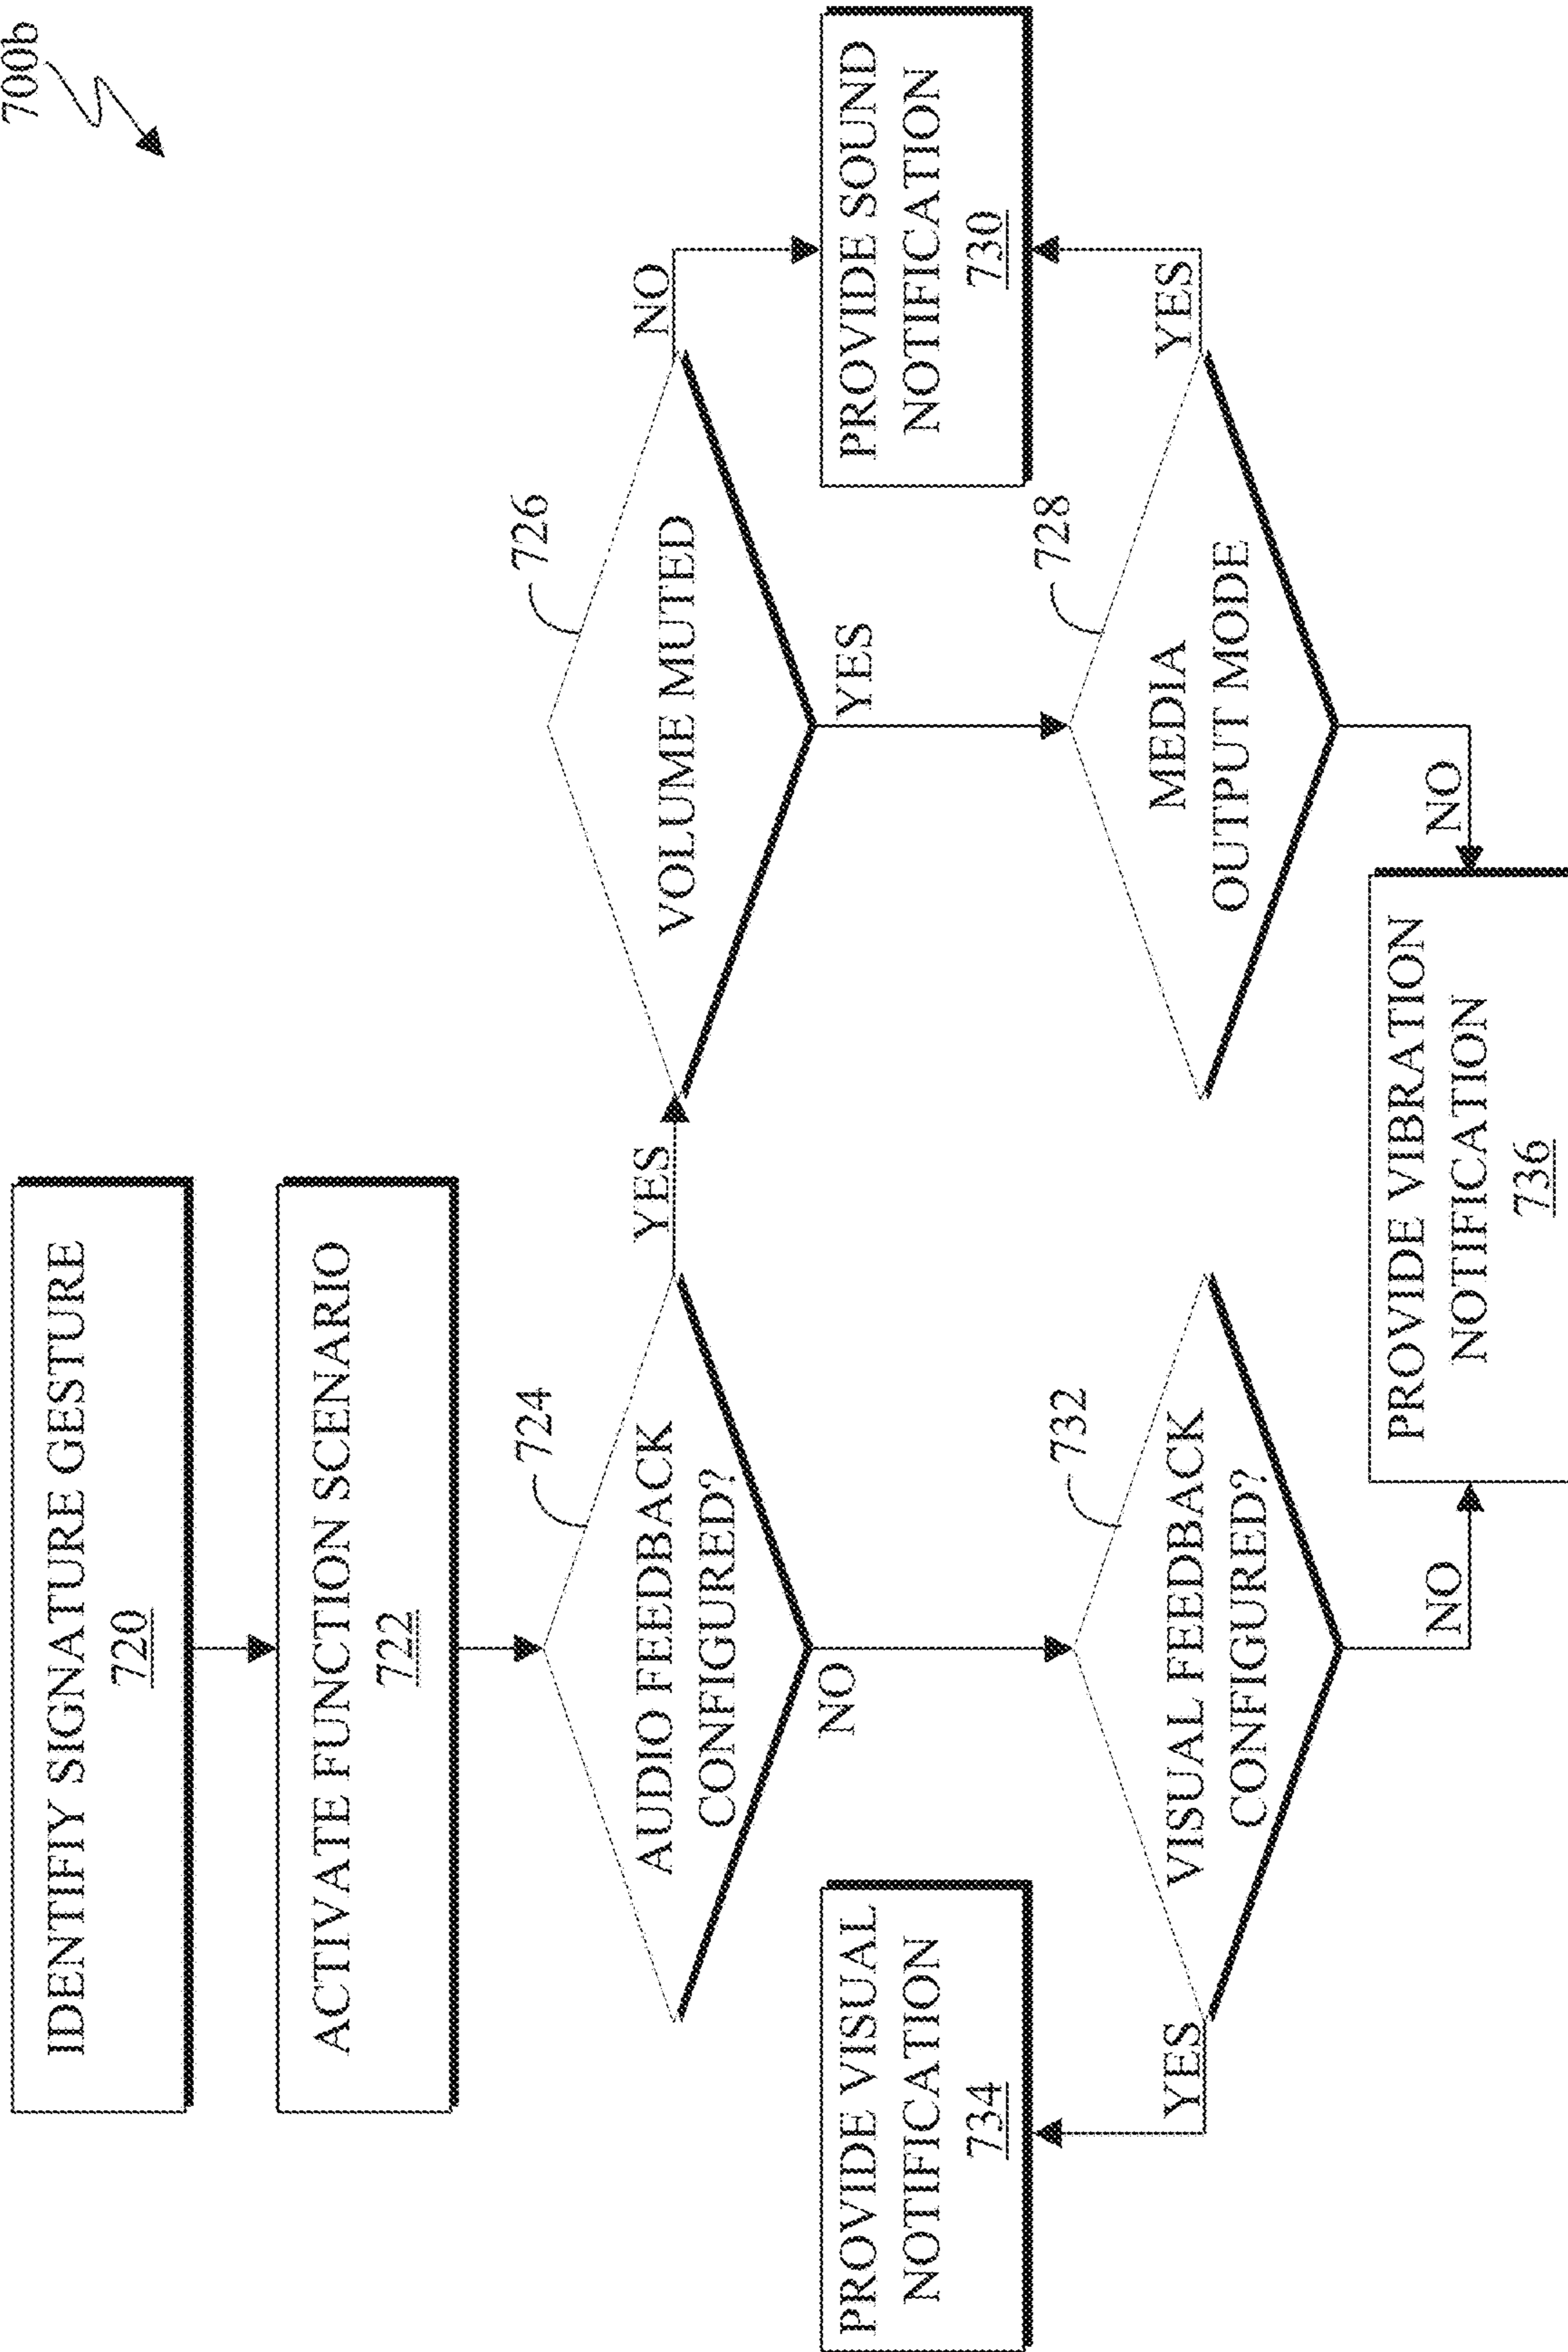 700b
IDENTIFIY SIGNATURE GESTURE
720
ACTIVATE FUNCTION SCENARIO
722
724
AUDIO FEEDBACK
CONFIGURED?
YES
NO
726
VOLUME MUTED
NO
YES
PROVIDE SOUND
NOTIFICATION
730
728
MEDIA
OUTPUT MODE
YES
NO
732
VISUAL FEEDBACK
CONFIGURED?
YES
NO
PROVIDE VISUAL
NOTIFICATION
734
PROVIDE VIBRATION
NOTIFICATION
736